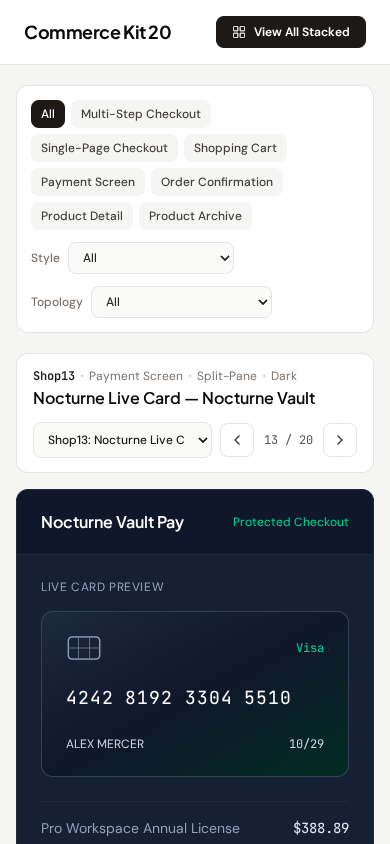 Commerce Kit 20
View All Stacked
All
Multi-Step Checkout
Single-Page Checkout
Shopping Cart
Payment Screen
Order Confirmation
Product Detail
Product Archive
Style
All
Topology
All
Shop13 · Payment Screen · Split-Pane · Dark
Nocturne Live Card — Nocturne Vault
Shop13: Nocturne Live C
13 / 20
Nocturne Vault Pay
Protected Checkout
LIVE CARD PREVIEW
Visa
4242 8192 3304 5510
ALEX MERCER
10/29
Pro Workspace Annual License
$388.89